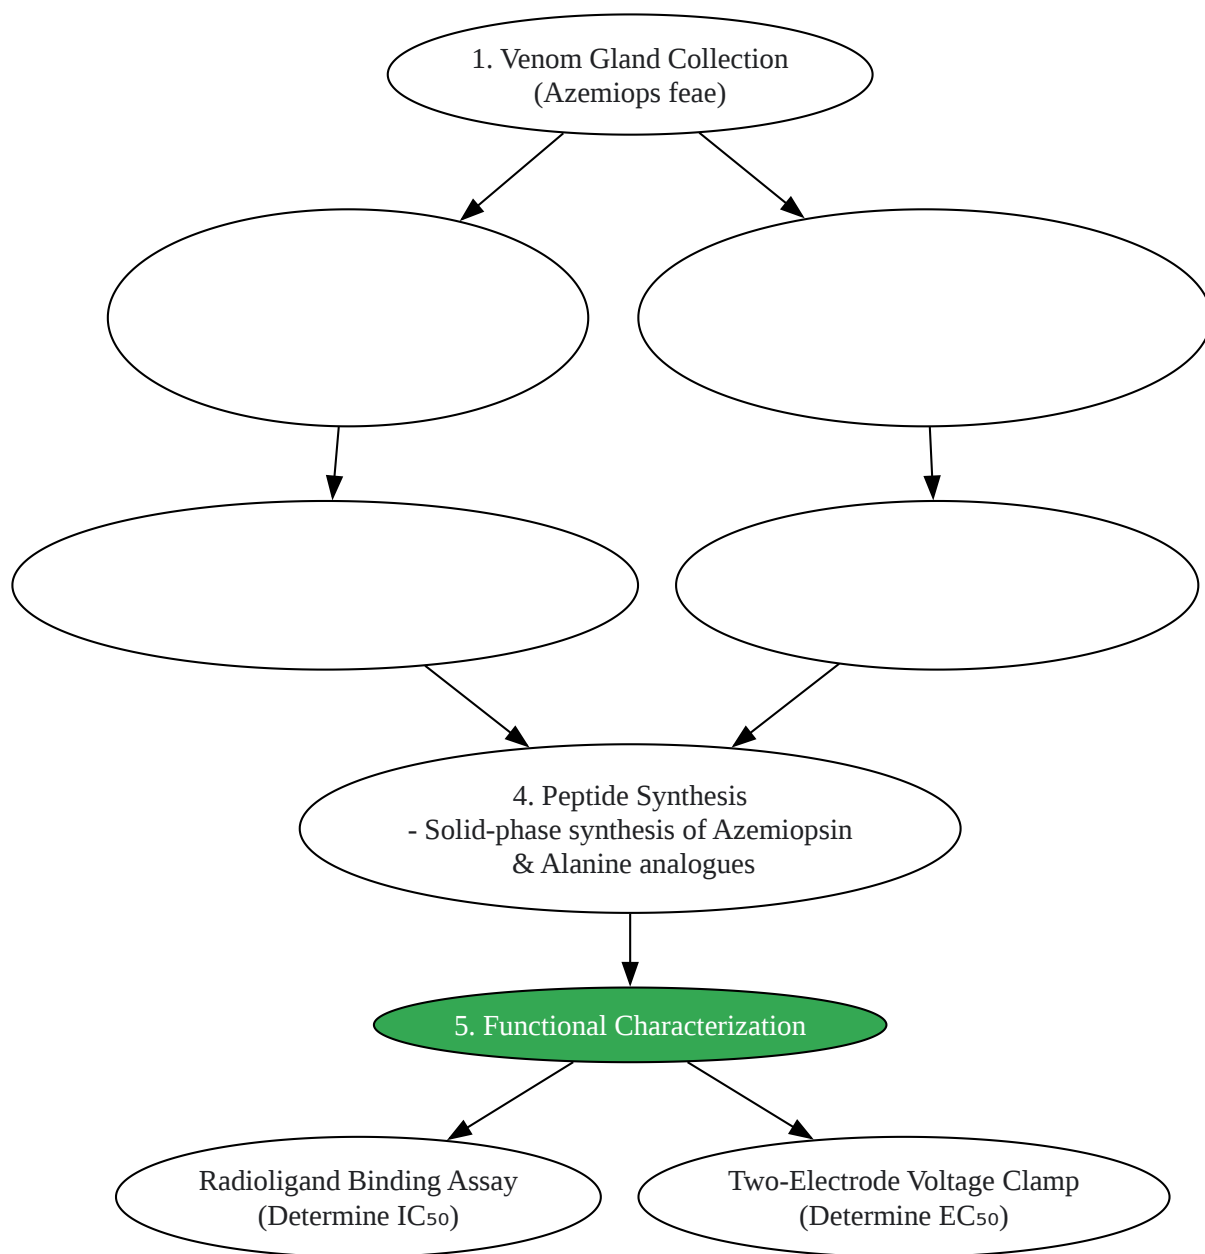 1. Venom Gland Collection
(Azemiops feae)
4. Peptide Synthesis
- Solid-phase synthesis of Azemiopsin
& Alanine analogues
5. Functional Characterization
Radioligand Binding Assay
(Determine IC₅₀)
Two-Electrode Voltage Clamp
(Determine EC₅₀)